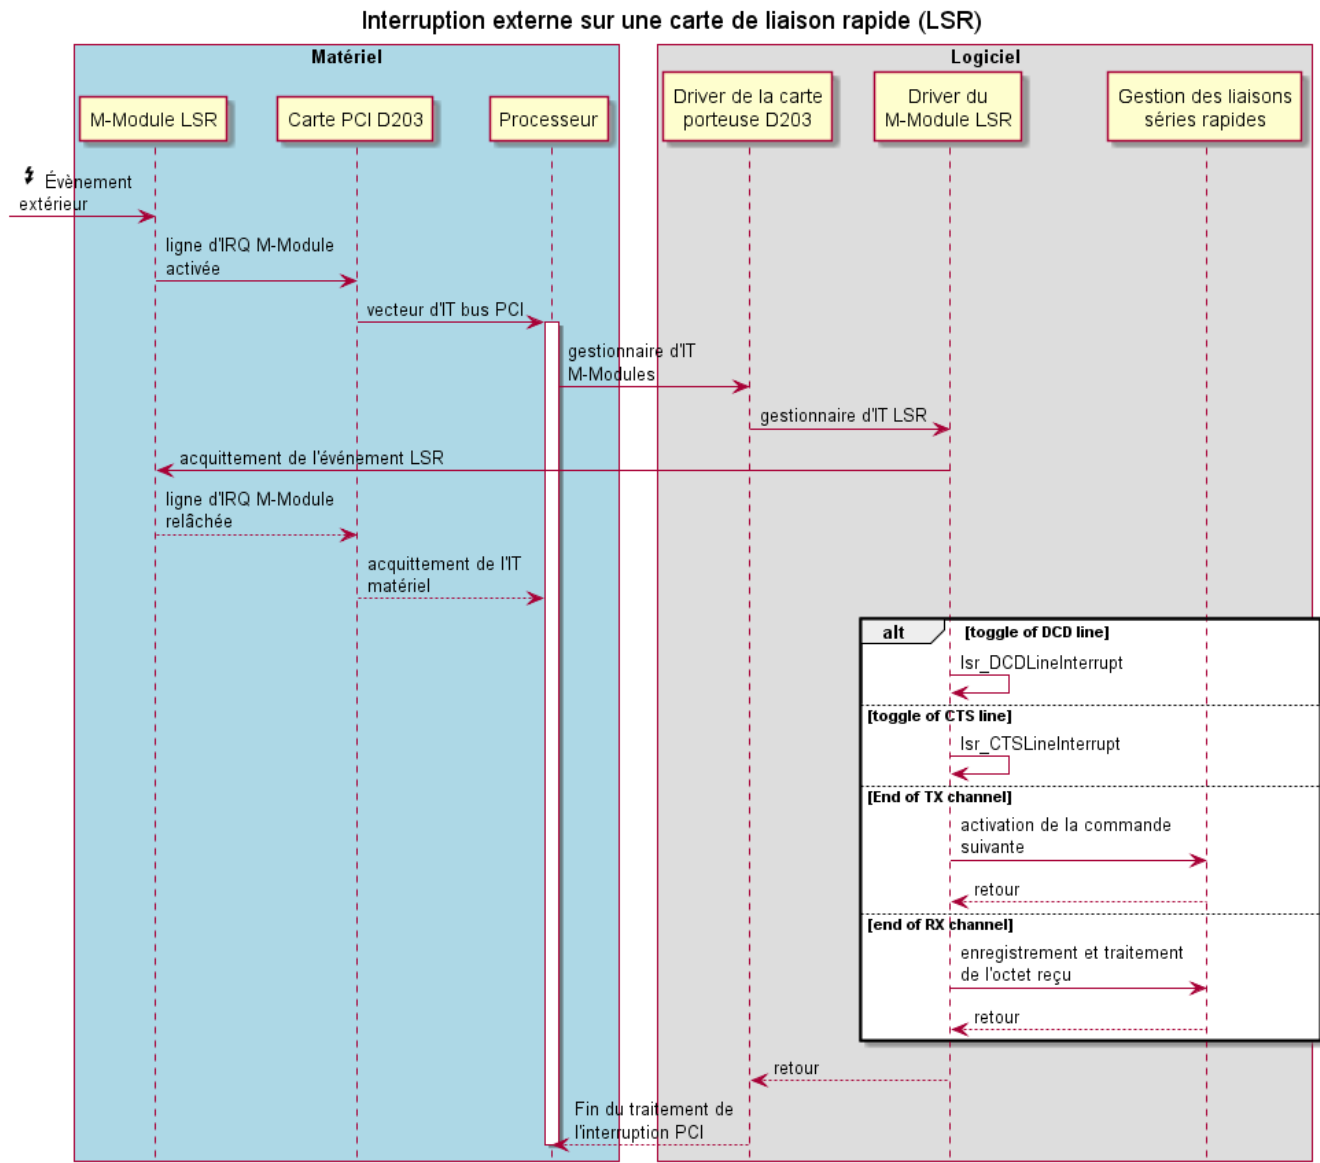 Interruption externe sur une carte de liaison rapide (LSR)
Matériel
Logiciel
M-Module LSR
Carte PCI D203
Processeur
Driver de la carte
porteuse D203
Driver du
M-Module LSR
Gestion des liaisons
séries rapides
Évènement
extérieur
ligne d'IRQ M-Module
activée
vecteur d'IT bus PCI
gestionnaire d'IT
M-Modules
gestionnaire d'IT LSR
acquittement de l'événement LSR
ligne d'IRQ M-Module
relâchée
acquittement de l'IT
matériel
alt
[toggle of DCD line]
lsr_DCDLineInterrupt
[toggle of CTS line]
lsr_CTSLineInterrupt
[End of TX channel]
activation de la commande
suivante
retour
[end of RX channel]
enregistrement et traitement
de l'octet reçu
retour
retour
Fin du traitement de
l'interruption PCI